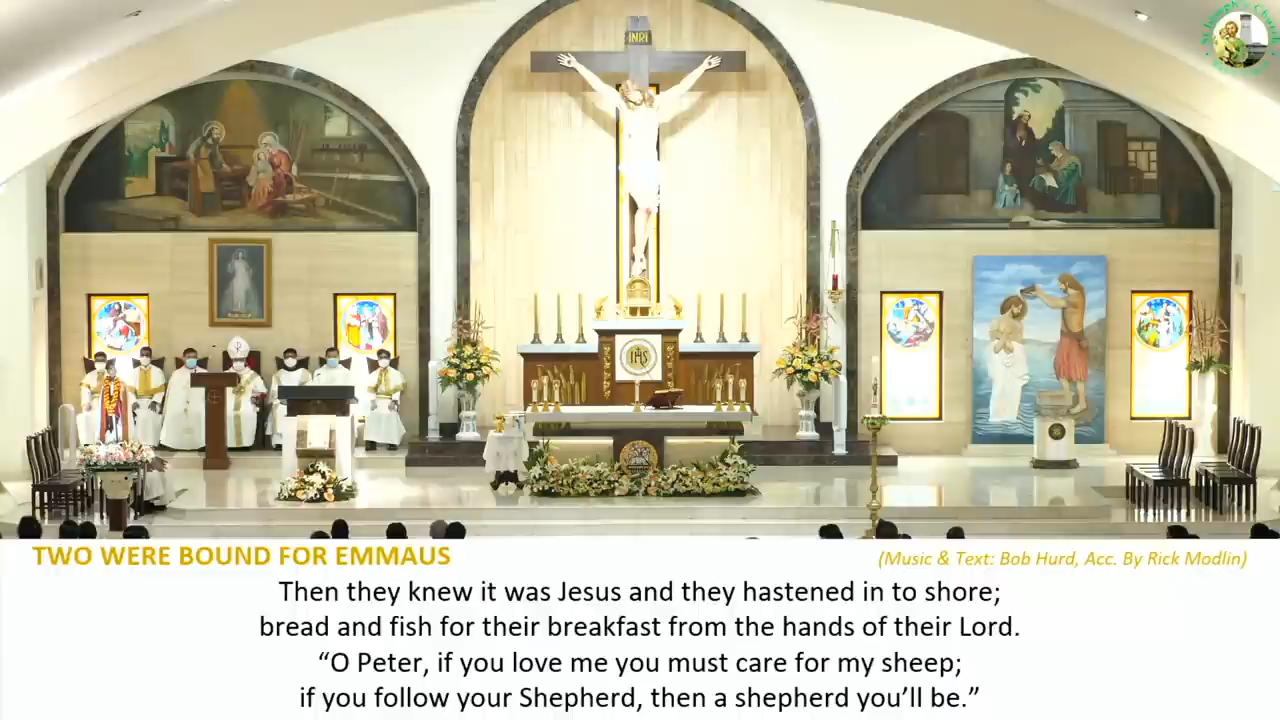 St Joseph's Church
INRI
IHS
TWO WERE BOUND FOR EMMAUS
(Music & Text: Bob Hurd, Acc. By Rick Modlin)
Then they knew it was Jesus and they hastened in to shore;
bread and fish for their breakfast from the hands of their Lord.
“O Peter, if you love me you must care for my sheep;
if you follow your Shepherd, then a shepherd you’ll be.”